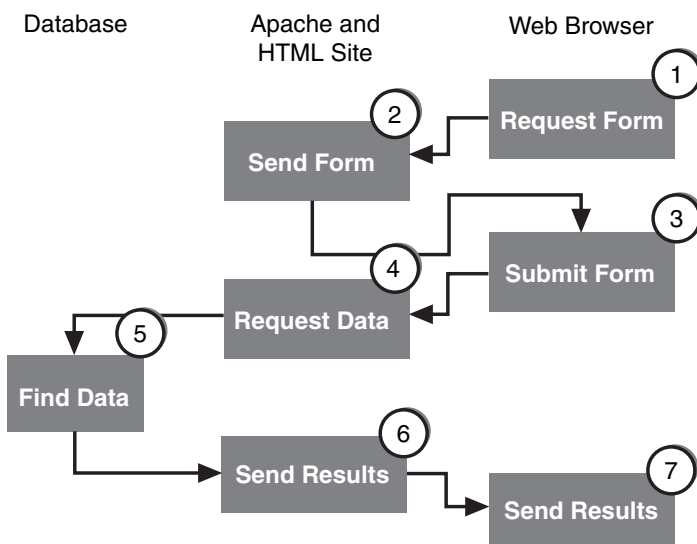 Database
Apache and
HTML Site
Web Browser
1
Request Form
2
Send Form
3
Submit Form
4
Request Data
5
Find Data
6
Send Results
7
Send Results